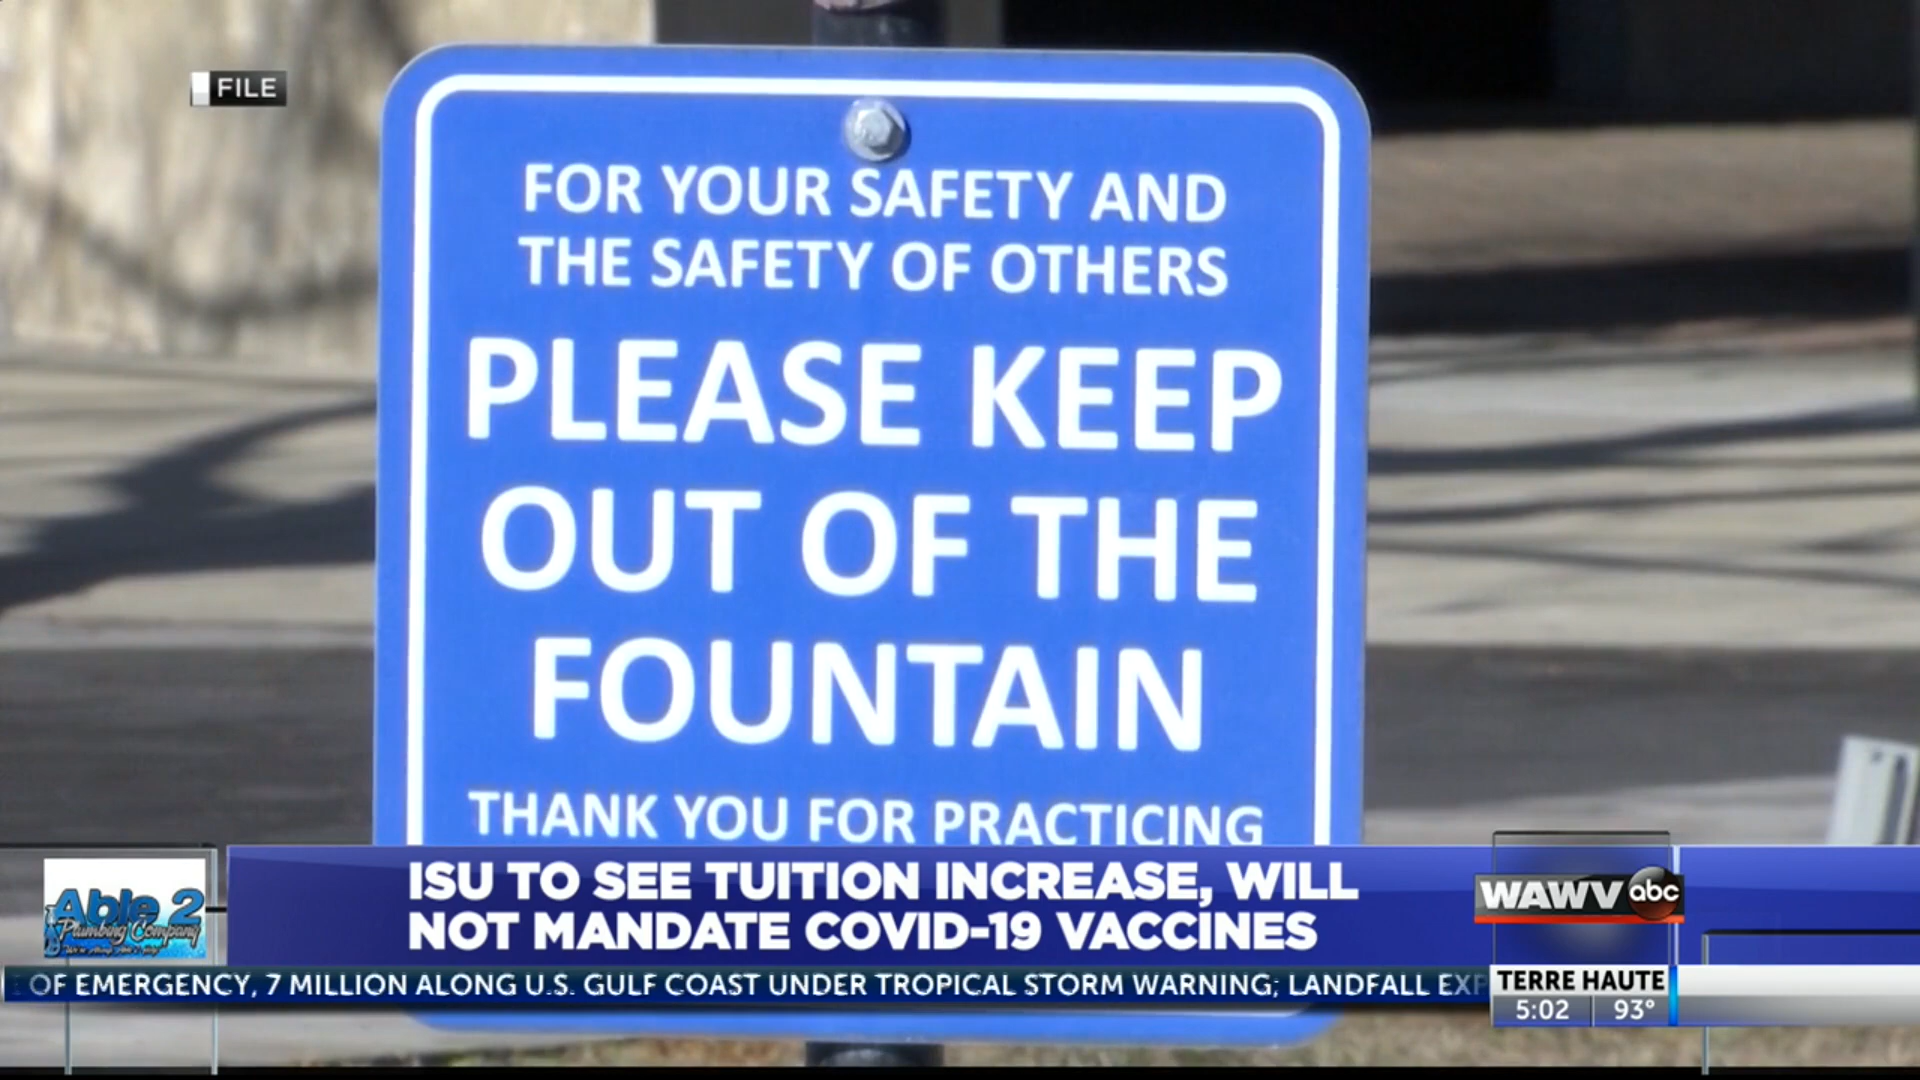 FILE
FOR YOUR SAFETY AND
THE SAFETY OF OTHERS
PLEASE KEEP
OUT OF THE
FOUNTAIN
THANK YOU FOR PRACTICING
ISU TO SEE TUITION INCREASE, WILL
NOT MANDATE COVID-19 VACCINES
Able 2
Plumbing Company
WAWV abc
OF EMERGENCY, 7 MILLION ALONG U.S. GULF COAST UNDER TROPICAL STORM WARNING; LANDFALL
TERRE HAUTE
5:02 93°